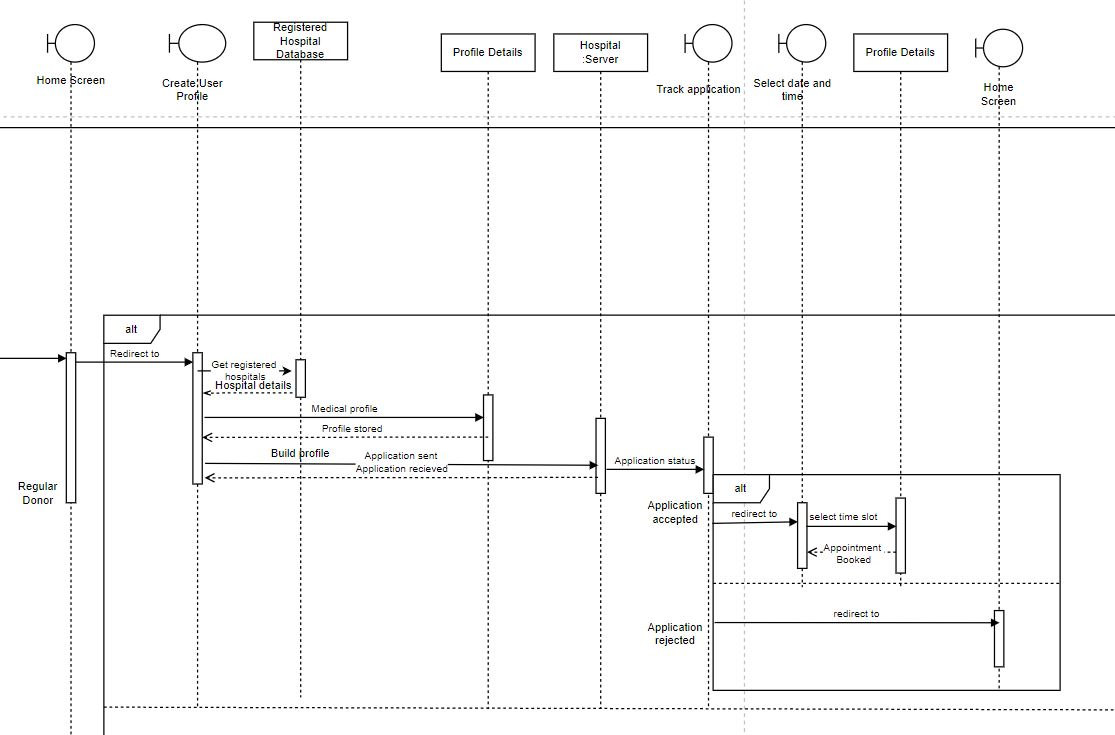 Home Screen
Create User
Profile
Registered
Hospital
Database
Profile Details
Hospital
:Server
Track application
Select date and
time
Profile Details
Home
Screen
alt
Redirect to
Get registered
hospitals
Hospital details
Medical profile
Profile stored
Build profile
Application sent
Application recieved
Application status
Regular
Donor
alt
Application
accepted
redirect to
select time slot
Appointment
Booked
Application
rejected
redirect to